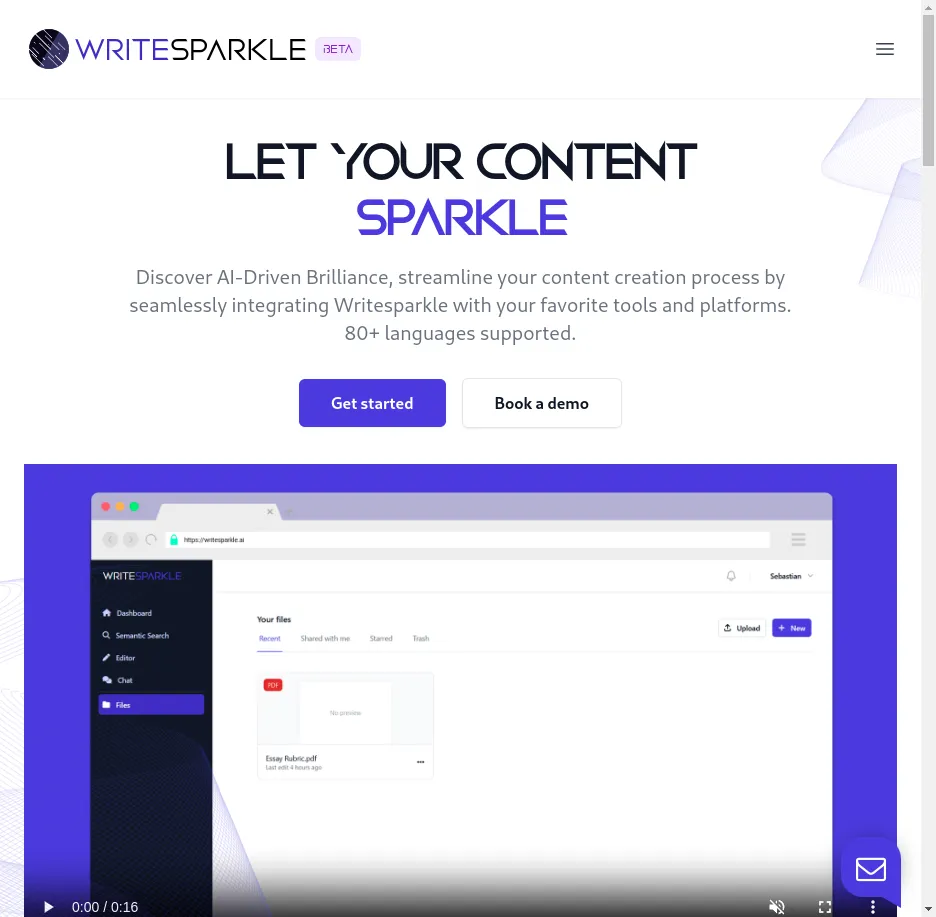 WRITESPARKLE BETA
LET YOUR CONTENT
SPARKLE
Discover AI-Driven Brilliance, streamline your content creation process by
seamlessly integrating Writesparkle with your favorite tools and platforms.
80+ languages supported.
Get started Book a demo
https://writesparkle.ai
WRITESPARKLE
Sebastian
Dashboard
Semantic Search
Editor
Chat
Files
Your files
Recent Shared with me Starred Trash
Upload + New
PDF
No preview
Essay Rubric.pdf
Last edit 4 hours ago
0:00 / 0:16